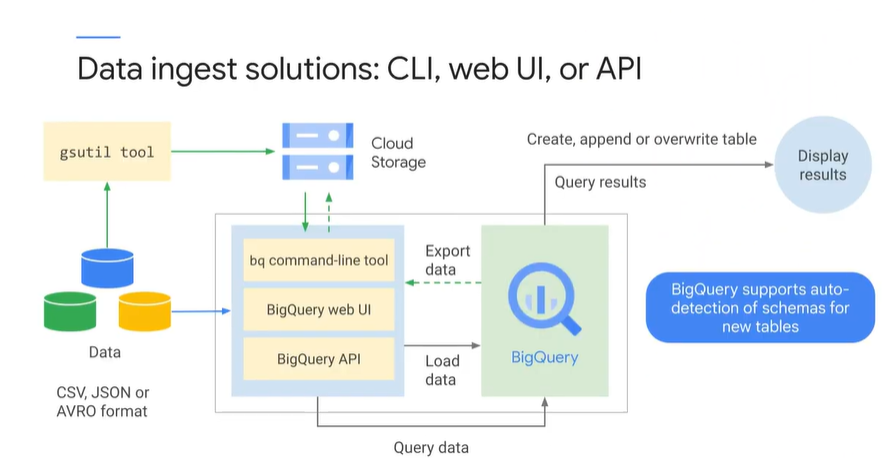 Data ingest solutions: CLI, web UI, or API
gsutil tool
Cloud
Storage
Create, append or overwrite table
Query results
Display
results
bq command-line tool
BigQuery web UI
BigQuery API
Export
data
Load
data
BigQuery
BigQuery supports auto-
detection of schemas for
new tables
Data
CSV, JSON or
AVRO format
Query data